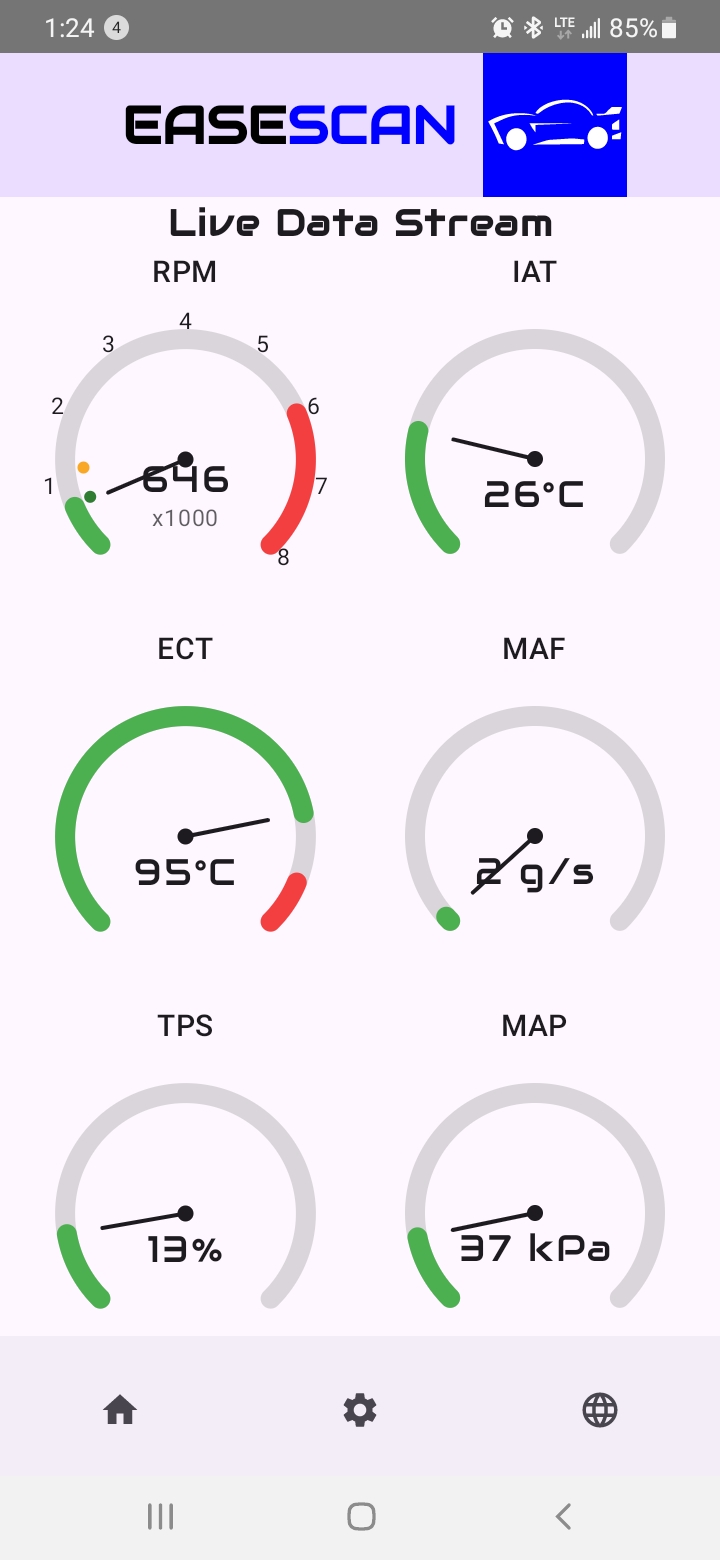 1:24 4 LTE 85%
EASESCAN
Live Data Stream
RPM
IAT
4
3
5
2
6
1
7
8
646
x1000
26°C
ECT
MAF
95°C
2 g/s
TPS
MAP
13%
37 kPa